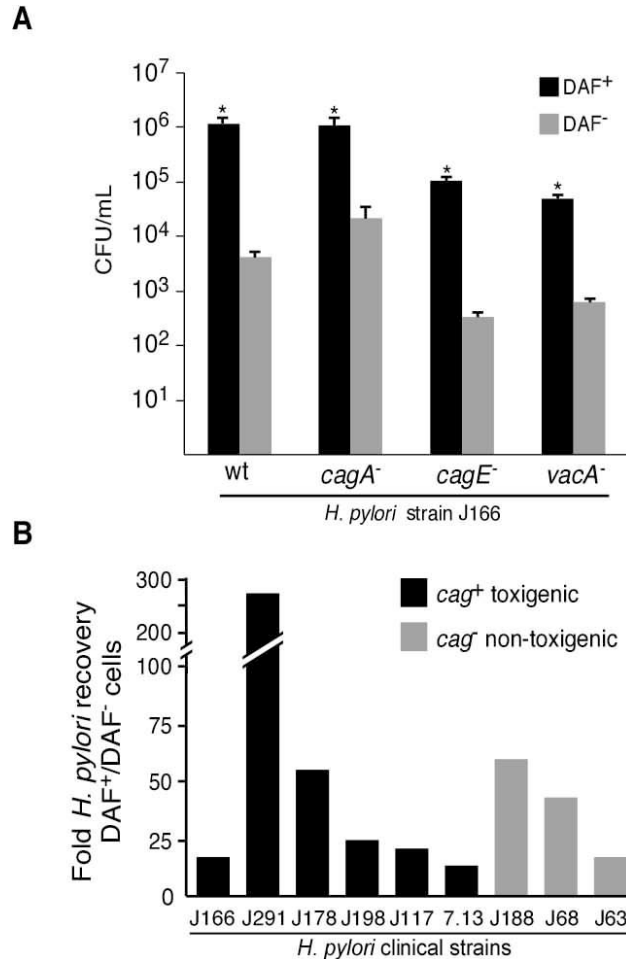 A
10⁷
10⁶
10⁵
10⁴
10³
10²
10¹
CFU/mL
DAF⁺
DAF⁻
*
*
*
*
wt cagA⁻ cagE⁻ vacA⁻
H. pylori strain J166
B
300
200
100
75
50
25
0
Fold H. pylori recovery
DAF⁺/DAF⁻ cells
cag⁺ toxigenic
cag⁻ non-toxigenic
J166 J291 J178 J198 J117 7.13 J188 J68 J63
H. pylori clinical strains